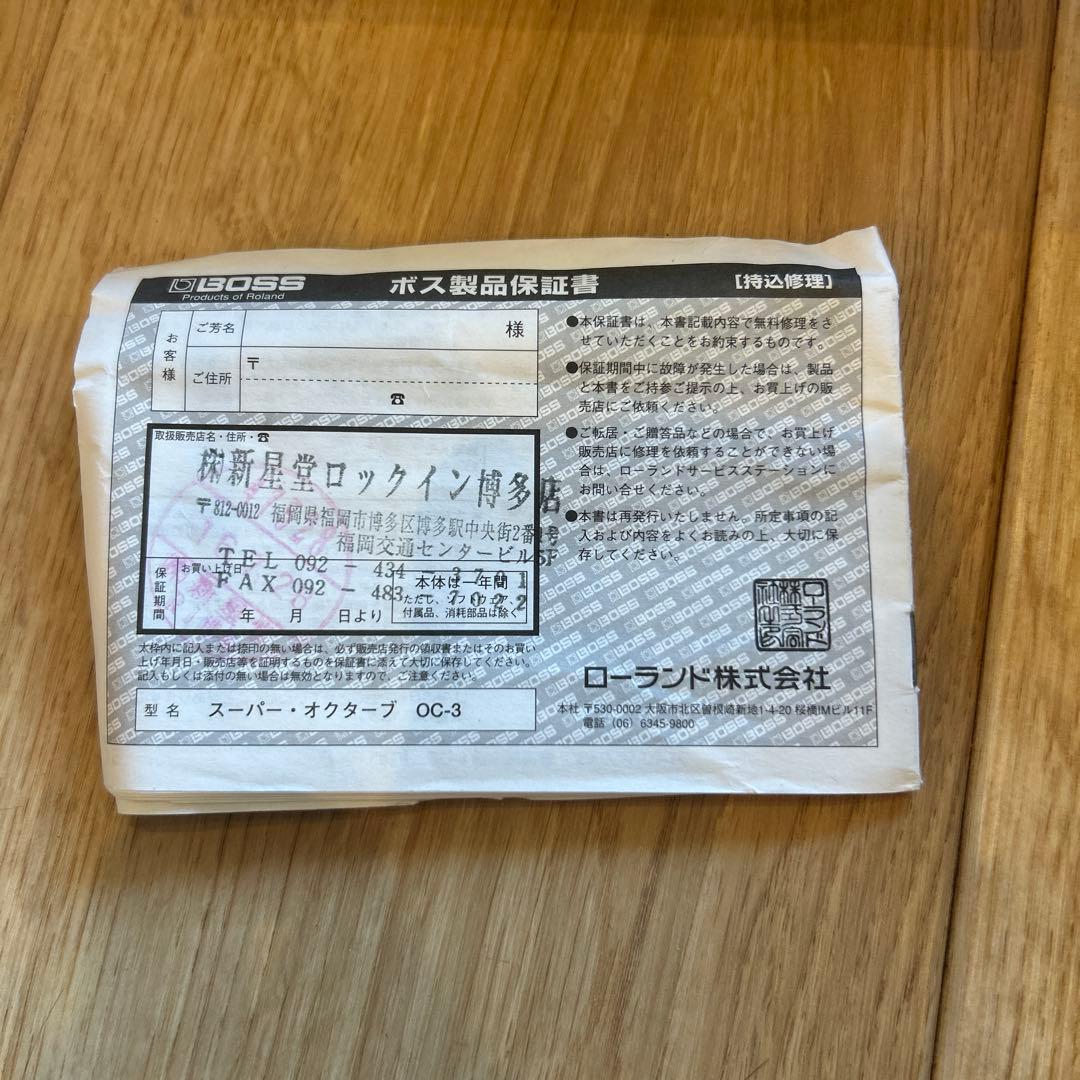 BOSS
Products of Roland
ボス製品保証書
[持込修理]
お客様
ご芳名
様
ご住所
〒
☎
取扱販売店名・住所・☎
㈱新星堂ロックイン博多店
〒812-0012 福岡県福岡市博多区博多駅中央街2番1号
福岡交通センタービル5F
TEL 092-434-3701
FAX 092-483-7022
保証期間
お買い上げ日
年 月 日より
本体は一年間
ただし、ソフトウェア、
付属品、消耗部品は除く
太枠内に記入または捺印の無い場合は、必ず販売店発行の領収書またはそのお買い
上げ年月日・販売店等を証明するものを保証書に添えて大切に保存してください。
記入もしくは添付の無い場合は無効となりますので、ご注意ください。
型名
スーパー・オクターブ OC-3
●本保証書は、本書記載内容で無料修理をさ
せていただくことをお約束するものです。
●保証期間中に故障が発生した場合は、製品
と本書をご持参ご提示の上、お買上げの販
売店にご依頼ください。
●ご転居・ご贈答品などの場合で、お買上げ
販売店に修理を依頼することができない場
合は、ローランドサービスステーションに
お問い合せください。
●本書は再発行いたしません。所定事項の記
入および内容をよくお読みの上、大切に保
存してください。
ローランド株式会社
本社 〒530-0002 大阪市北区曽根崎新地1-4-20 桜橋IMビル11F
電話 (06) 6345-9800